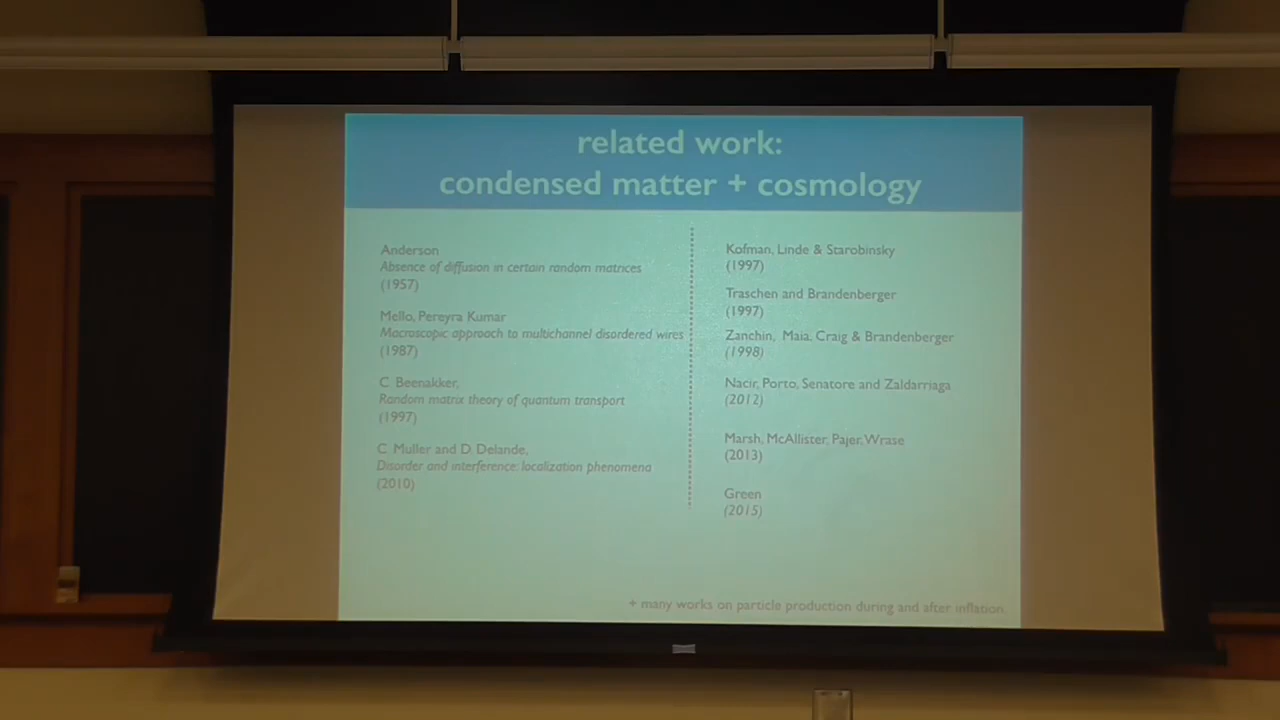 related work:
condensed matter + cosmology
Anderson
Absence of diffusion in certain random matrices
(1957)
Mello, Pereyra Kumar
Macroscopic approach to multichannel disordered wires
(1987)
C. Beenakker,
Random matrix theory of quantum transport
(1997)
C. Muller and D. Delande,
Disorder and interference: localization phenomena
(2010)
Kofman, Linde & Starobinsky
(1997)
Traschen and Brandenberger
(1997)
Zanchin, Maia, Craig & Brandenberger
(1998)
Nacir, Porto, Senatore and Zaldarriaga
(2012)
Marsh, McAllister, Pajer, Wrase
(2013)
Green
(2015)
+ many works on particle production during and after inflation.